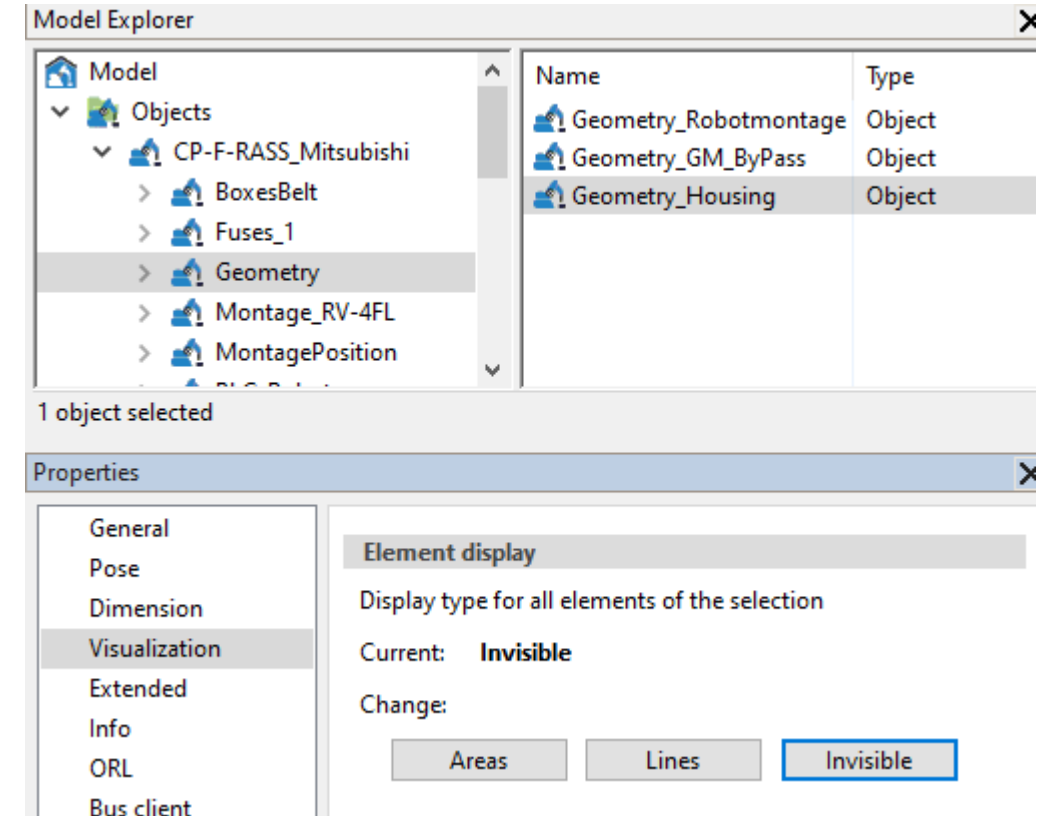 Model Explorer
Model
Objects
CP-F-RASS_Mitsubishi
BoxesBelt
Fuses_1
Geometry
Montage_RV-4FL
MontagePosition
Name Type
Geometry_Robotmontage Object
Geometry_GM_ByPass Object
Geometry_Housing Object
1 object selected
Properties
General
Pose
Dimension
Visualization
Extended
Info
ORL
Bus client
Element display
Display type for all elements of the selection
Current: Invisible
Change:
Areas Lines Invisible